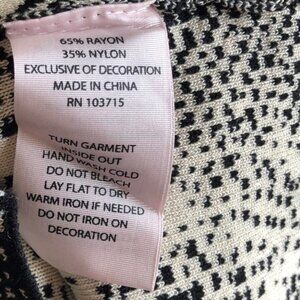 65% RAYON
35% NYLON
EXCLUSIVE OF DECORATION
MADE IN CHINA
RN 103715
TURN GARMENT
INSIDE OUT
HAND WASH COLD
DO NOT BLEACH
LAY FLAT TO DRY
WARM IRON IF NEEDED
DO NOT IRON ON
DECORATION